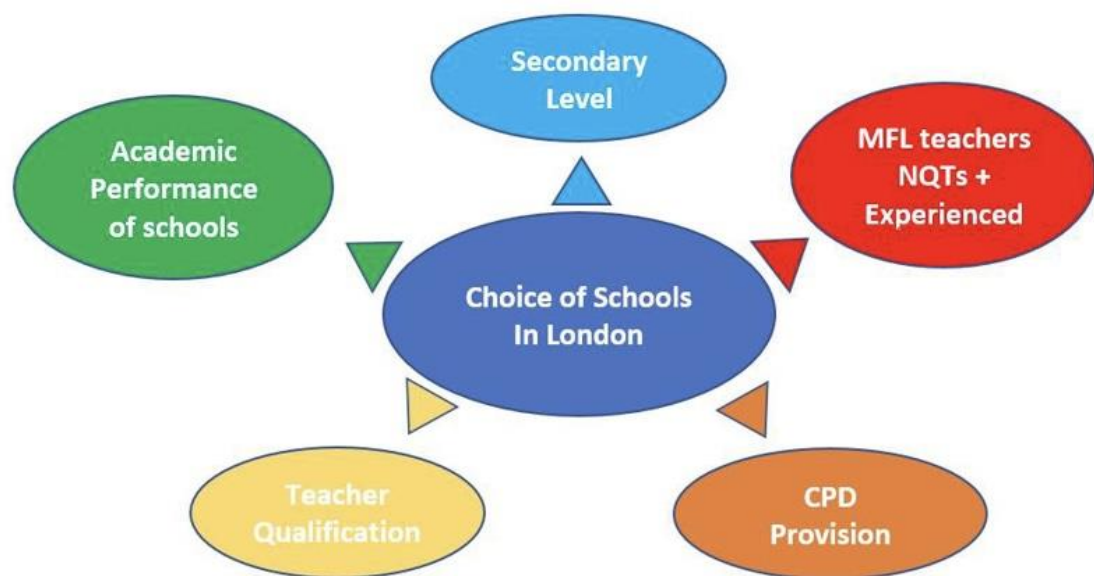 Secondary
Level
Academic
Performance
of schools
MFL teachers
NQTs +
Experienced
Choice of Schools
In London
Teacher
Qualification
CPD
Provision